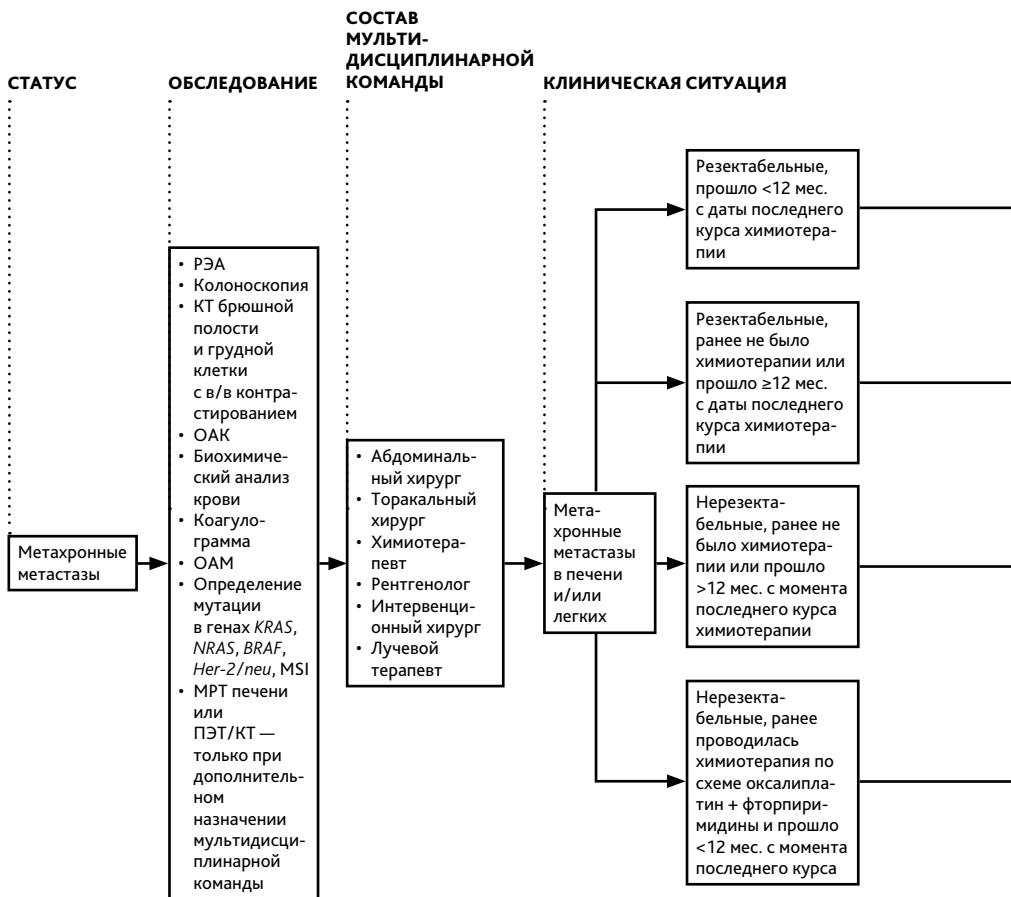 СТАТУС
ОБСЛЕДОВАНИЕ
СОСТАВ
МУЛЬТИ-
ДИСЦИПЛИНАРНОЙ
КОМАНДЫ
КЛИНИЧЕСКАЯ СИТУАЦИЯ
Метахронные
метастазы
• РЭА
• Колоноскопия
• КТ брюшной
полости
и грудной
клетки
с в/в контра-
стированием
• ОАК
• Биохимиче-
ский анализ
крови
• Коагуло-
грамма
• ОАМ
• Определение
мутации
в генах KRAS,
NRAS, BRAF,
Her-2/neu, MSI
• МРТ печени
или
ПЭТ/КТ —
только при
дополнитель-
ном
назначении
мультидисци-
плинарной
команды
• Абдоминаль-
ный хирург
• Торакальный
хирург
• Химиотера-
певт
• Рентгенолог
• Интервенци-
онный хирург
• Лучевой
терапевт
Мета-
хронные
метастазы
в печени
и/или
легких
Резектабельные,
прошло <12 мес.
с даты последнего
курса химиотера-
пии
Резектабельные,
ранее не было
химиотерапии или
прошло ≥12 мес.
с даты последнего
курса химиотера-
пии
Нерезекта-
бельные, ранее не
было химиотера-
пии или прошло
>12 мес. с момента
последнего курса
химиотерапии
Нерезекта-
бельные, ранее
проводилась
химиотерапия по
схеме оксалипла-
тин + фторпири-
мидины и прошло
<12 мес. с момента
последнего курса